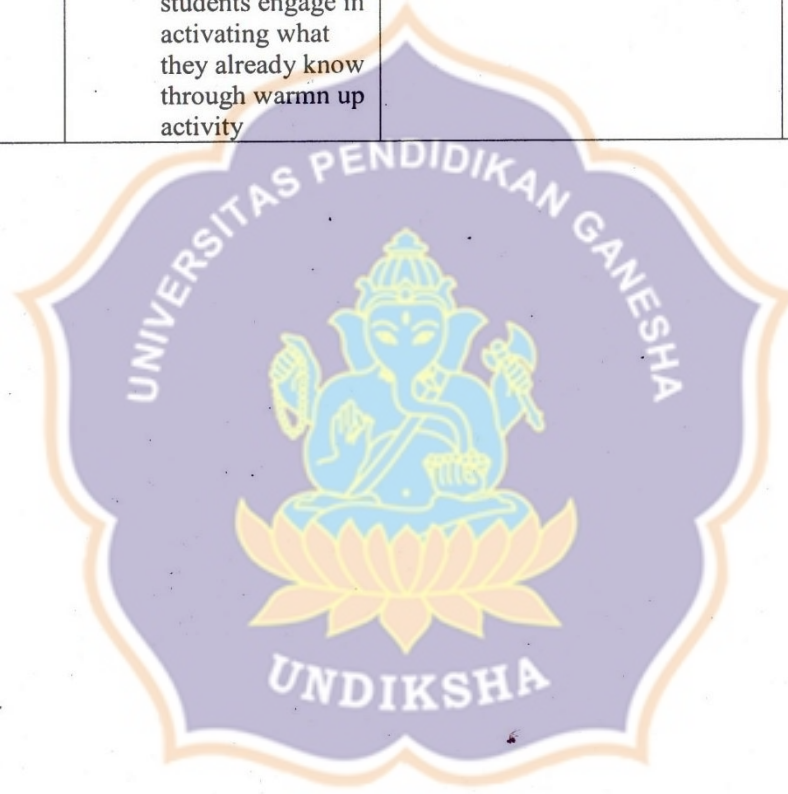 students engage in
activating what
they already know
through warmn up
activity
UNIVERSITAS PENDIDIKAN GANESHA
UNDIKSHA